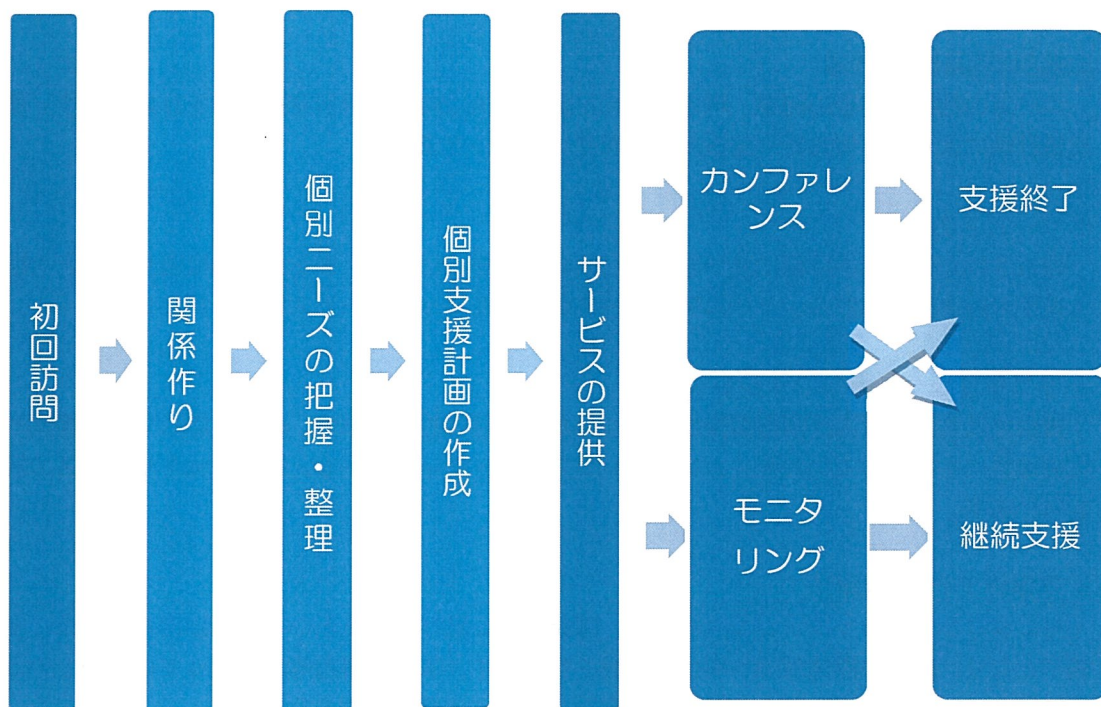 初回訪問
関係作り
個別ニーズの把握・整理
個別支援計画の作成
サービスの提供
カンファレ
ンス
支援終了
モニタ
リング
継続支援